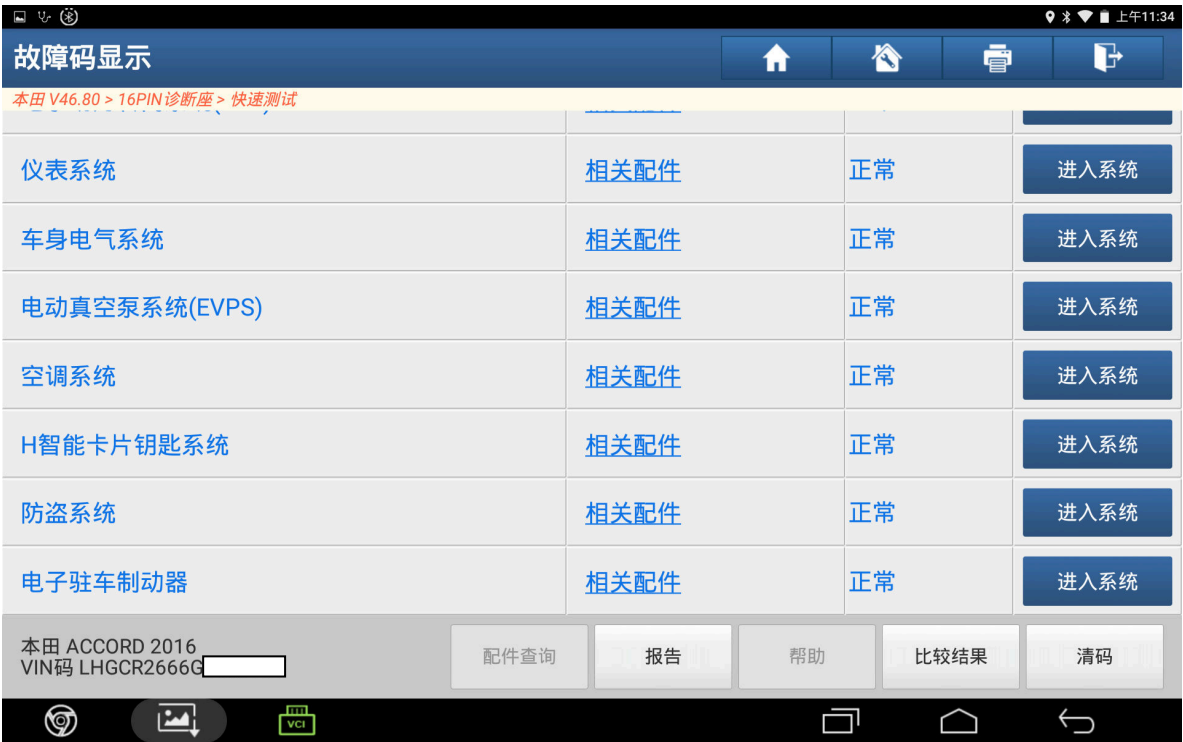 上午11:34
故障码显示
本田 V46.80 > 16PIN诊断座 > 快速测试
仪表系统 相关配件 正常 进入系统
车身电气系统 相关配件 正常 进入系统
电动真空泵系统(EVPS) 相关配件 正常 进入系统
空调系统 相关配件 正常 进入系统
H智能卡片钥匙系统 相关配件 正常 进入系统
防盗系统 相关配件 正常 进入系统
电子驻车制动器 相关配件 正常 进入系统
本田 ACCORD 2016
VIN码 LHGCR2666G
配件查询 报告 帮助 比较结果 清码
VCI